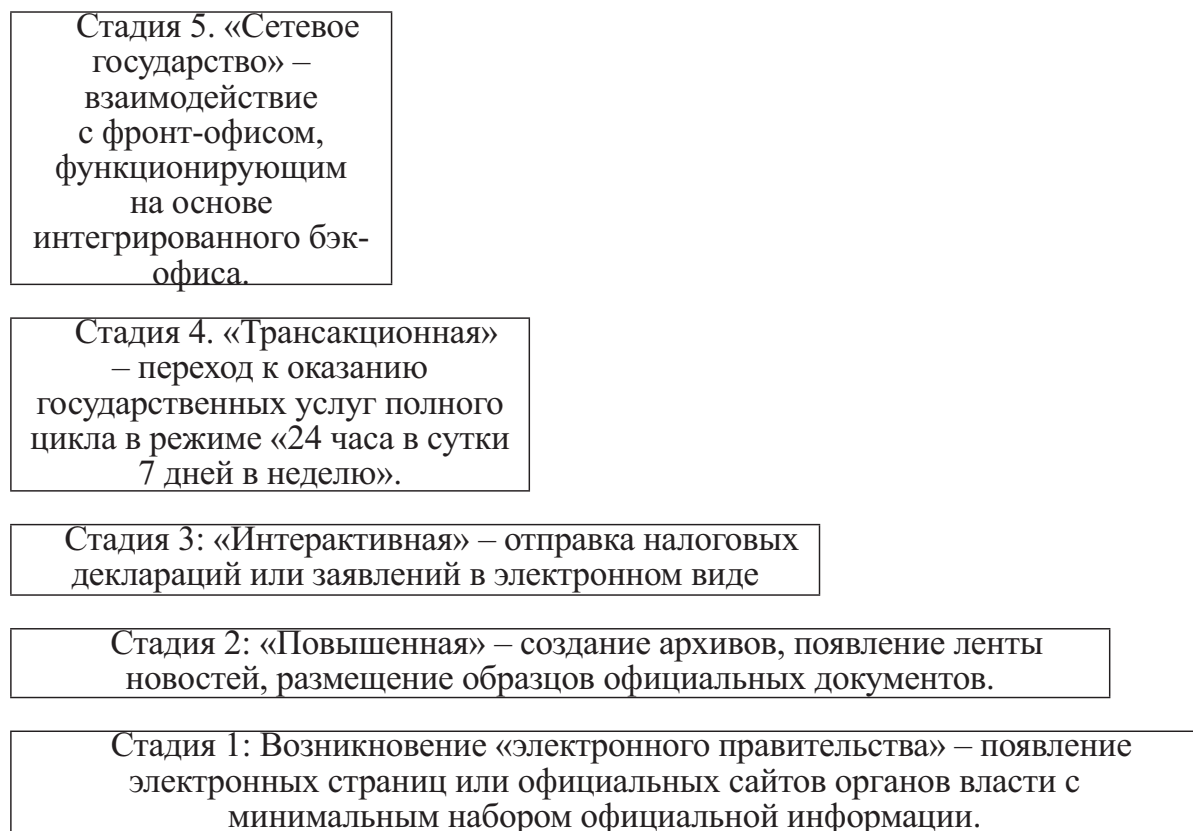 Стадия 5. «Сетевое
государство» –
взаимодействие
с фронт-офисом,
функционирующим
на основе
интегрированного бэк-
офиса.
Стадия 4. «Трансакционная»
– переход к оказанию
государственных услуг полного
цикла в режиме «24 часа в сутки
7 дней в неделю».
Стадия 3: «Интерактивная» – отправка налоговых
деклараций или заявлений в электронном виде
Стадия 2: «Повышенная» – создание архивов, появление ленты
новостей, размещение образцов официальных документов.
Стадия 1: Возникновение «электронного правительства» – появление
электронных страниц или официальных сайтов органов власти с
минимальным набором официальной информации.